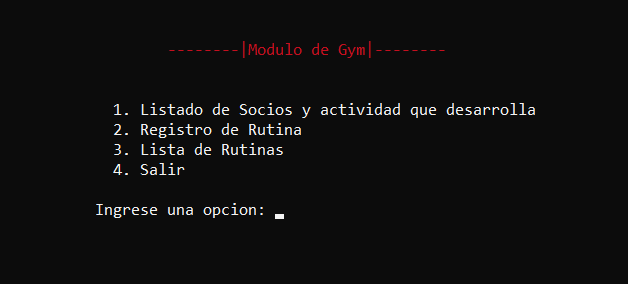 --------|Modulo de Gym|--------
1. Listado de Socios y actividad que desarrolla
2. Registro de Rutina
3. Lista de Rutinas
4. Salir
Ingrese una opcion: _